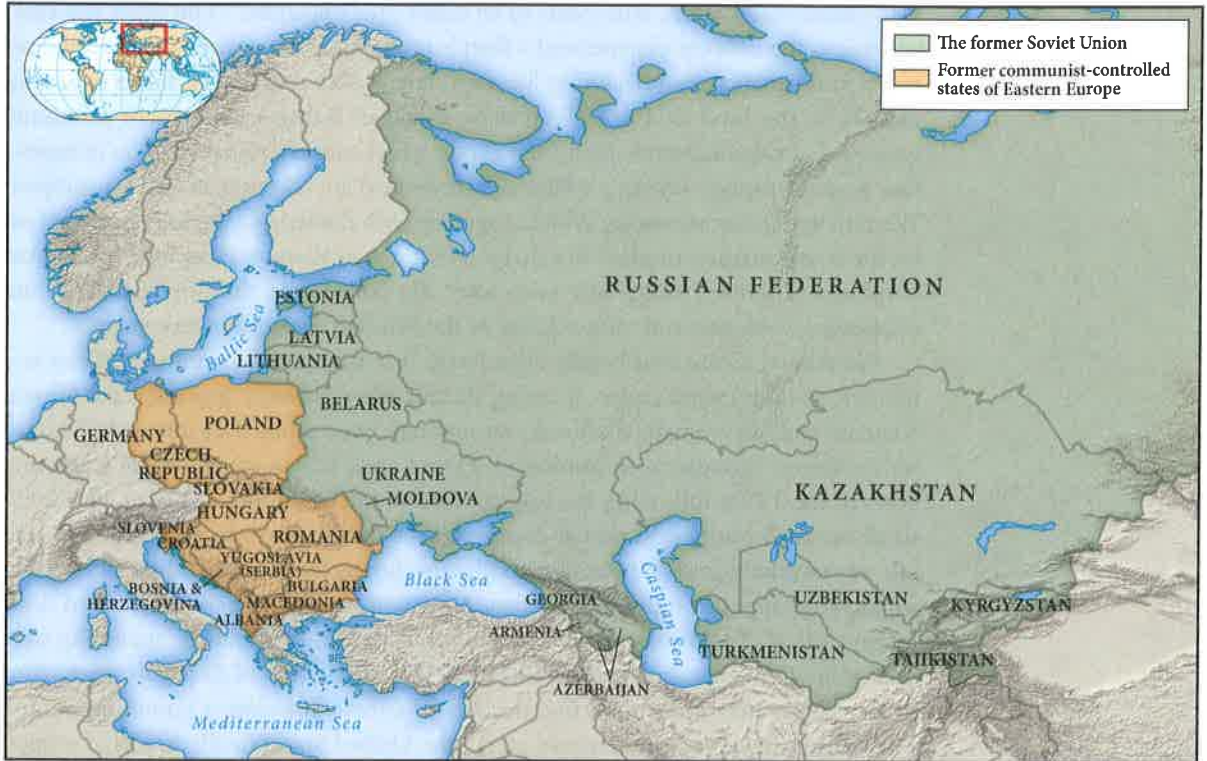 The former Soviet Union
Former communist-controlled
states of Eastern Europe
RUSSIAN FEDERATION
ESTONIA
Baltic Sea
LATVIA
LITHUANIA
BELARUS
POLAND
GERMANY
CZECH
REPUBLIC
UKRAINE
SLOVAKIA
MOLDOVA
KAZAKHSTAN
HUNGARY
SLOVENIA
CROATIA
ROMANIA
YUGOSLAVIA
(SERBIA)
BOSNIA &
HERZEGOVINA
BULGARIA
MACEDONIA
ALBANIA
Black Sea
Caspian Sea
GEORGIA
ARMENIA
AZERBAIJAN
UZBEKISTAN
KYRGYZSTAN
TURKMENISTAN
TAJIKISTAN
Mediterranean Sea